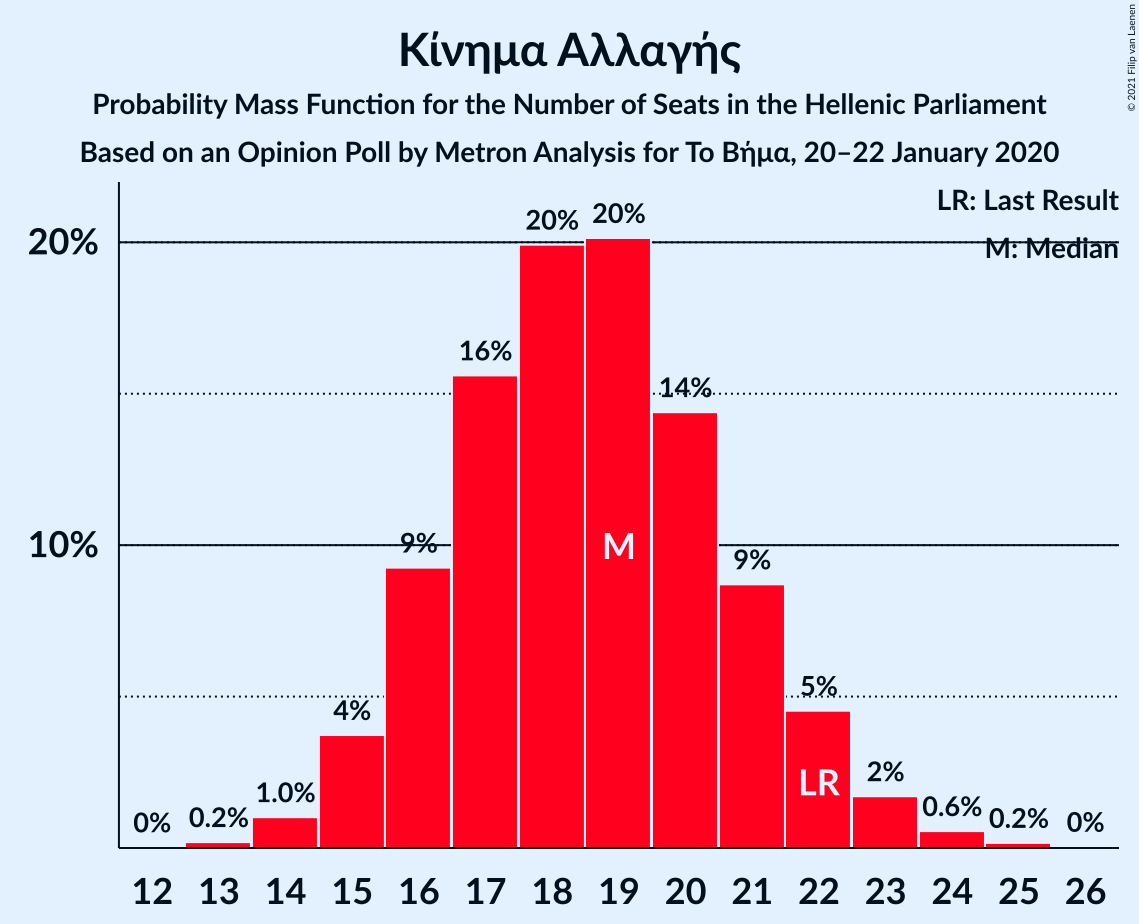 Κίνημα Αλλαγής
Probability Mass Function for the Number of Seats in the Hellenic Parliament
Based on an Opinion Poll by Metron Analysis for Το Βήμα, 20–22 January 2020
© 2021 Filip van Laenen
LR: Last Result
M: Median
20%
10%
0%
0.2%
1.0%
4%
9%
16%
20%
20%
14%
9%
5%
2%
0.6%
0.2%
0%
M
LR
12 13 14 15 16 17 18 19 20 21 22 23 24 25 26